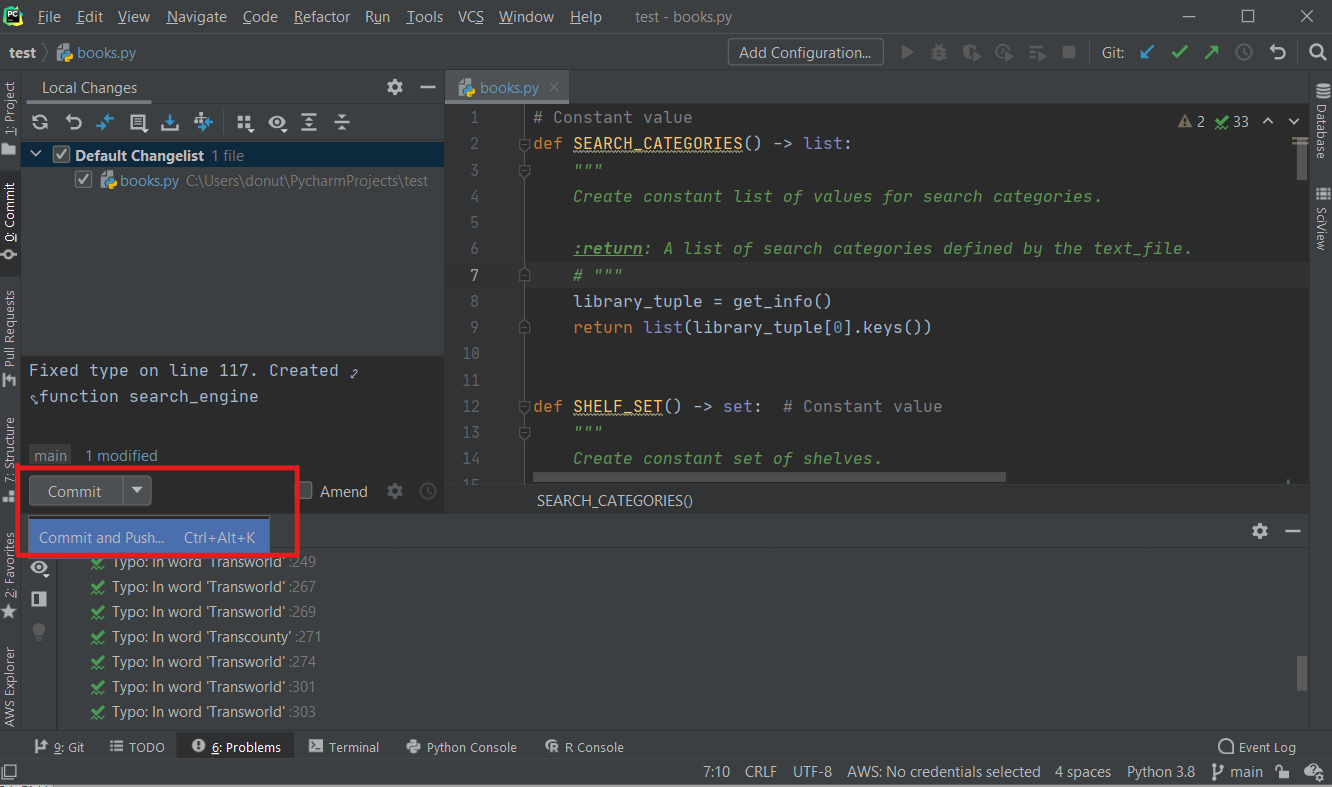 PC File Edit View Navigate Code Refactor Run Tools VCS Window Help test - books.py
test books.py Add Configuration... Git:
1: Project
0: Commit
Pull Requests
7: Structure
2: Favorites
AWS Explorer
Local Changes
Default Changelist 1 file
books.py C:\Users\donut\PycharmProjects\test
Fixed type on line 117. Created
function search_engine
main 1 modified
Commit Amend
Commit and Push... Ctrl+Alt+K
books.py
2 33
1 # Constant value
2 def SEARCH_CATEGORIES() -> list:
3 """
4 Create constant list of values for search categories.
5
6 :return: A list of search categories defined by the text_file.
7 # """
8 library_tuple = get_info()
9 return list(library_tuple[0].keys())
10
11
12 def SHELF_SET() -> set: # Constant value
13 """
14 Create constant set of shelves.
15
SEARCH_CATEGORIES()
Database
SciView
Typo: In word 'Transworld' :249
Typo: In word 'Transworld' :267
Typo: In word 'Transworld' :269
Typo: In word 'Transcounty' :271
Typo: In word 'Transworld' :274
Typo: In word 'Transworld' :301
Typo: In word 'Transworld' :303
9: Git TODO 6: Problems Terminal Python Console R Console Event Log
7:10 CRLF UTF-8 AWS: No credentials selected 4 spaces Python 3.8 main